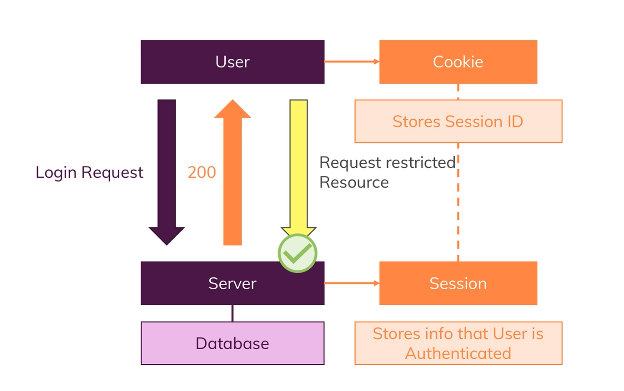 User
Cookie
Stores Session ID
Login Request
200
Request restricted
Resource
Server
Session
Database
Stores info that User is
Authenticated